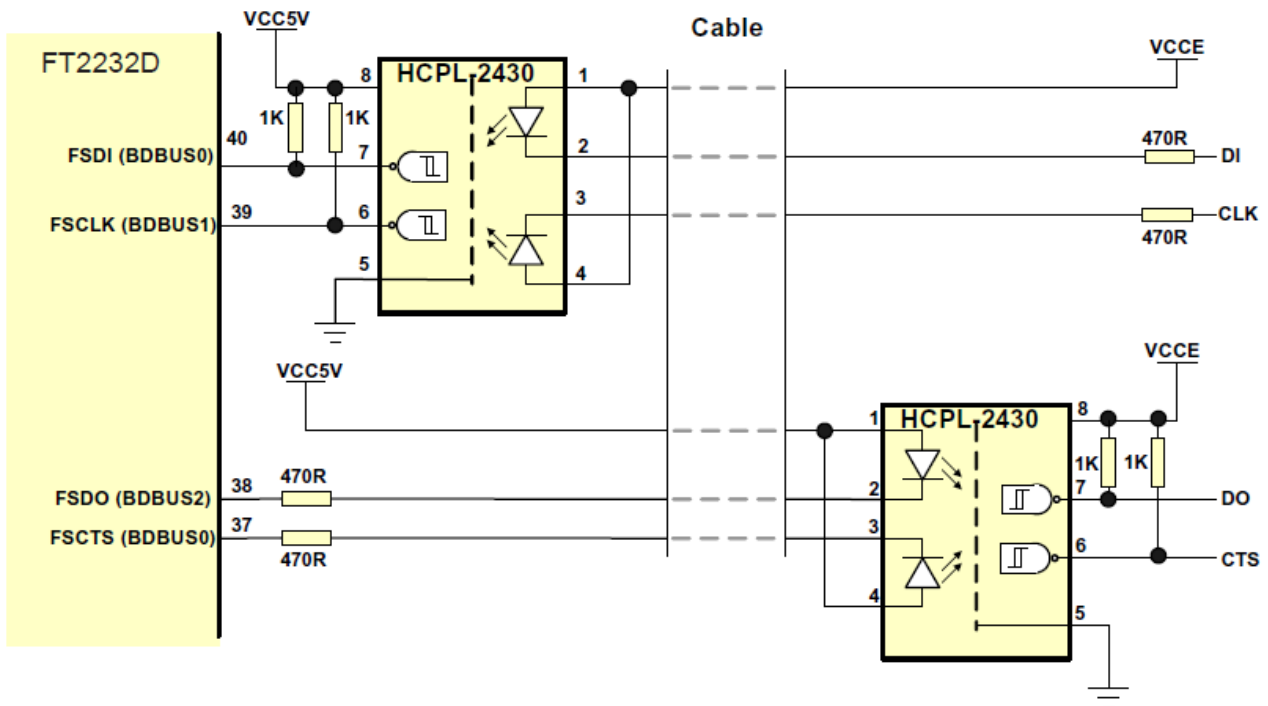 Cable
VCC5V
VCCE
FT2232D
HCPL-2430
8
1
1K
1K
470R
40
7
2
FSDI (BDBUS0)
DI
3
39
6
CLK
FSCLK (BDBUS1)
470R
5
4
VCCE
VCC5V
1
HCPL-2430
8
1K
1K
470R
38
2
7
FSDO (BDBUS2)
DO
37
3
FSCTS (BDBUS0)
6
470R
CTS
4
5